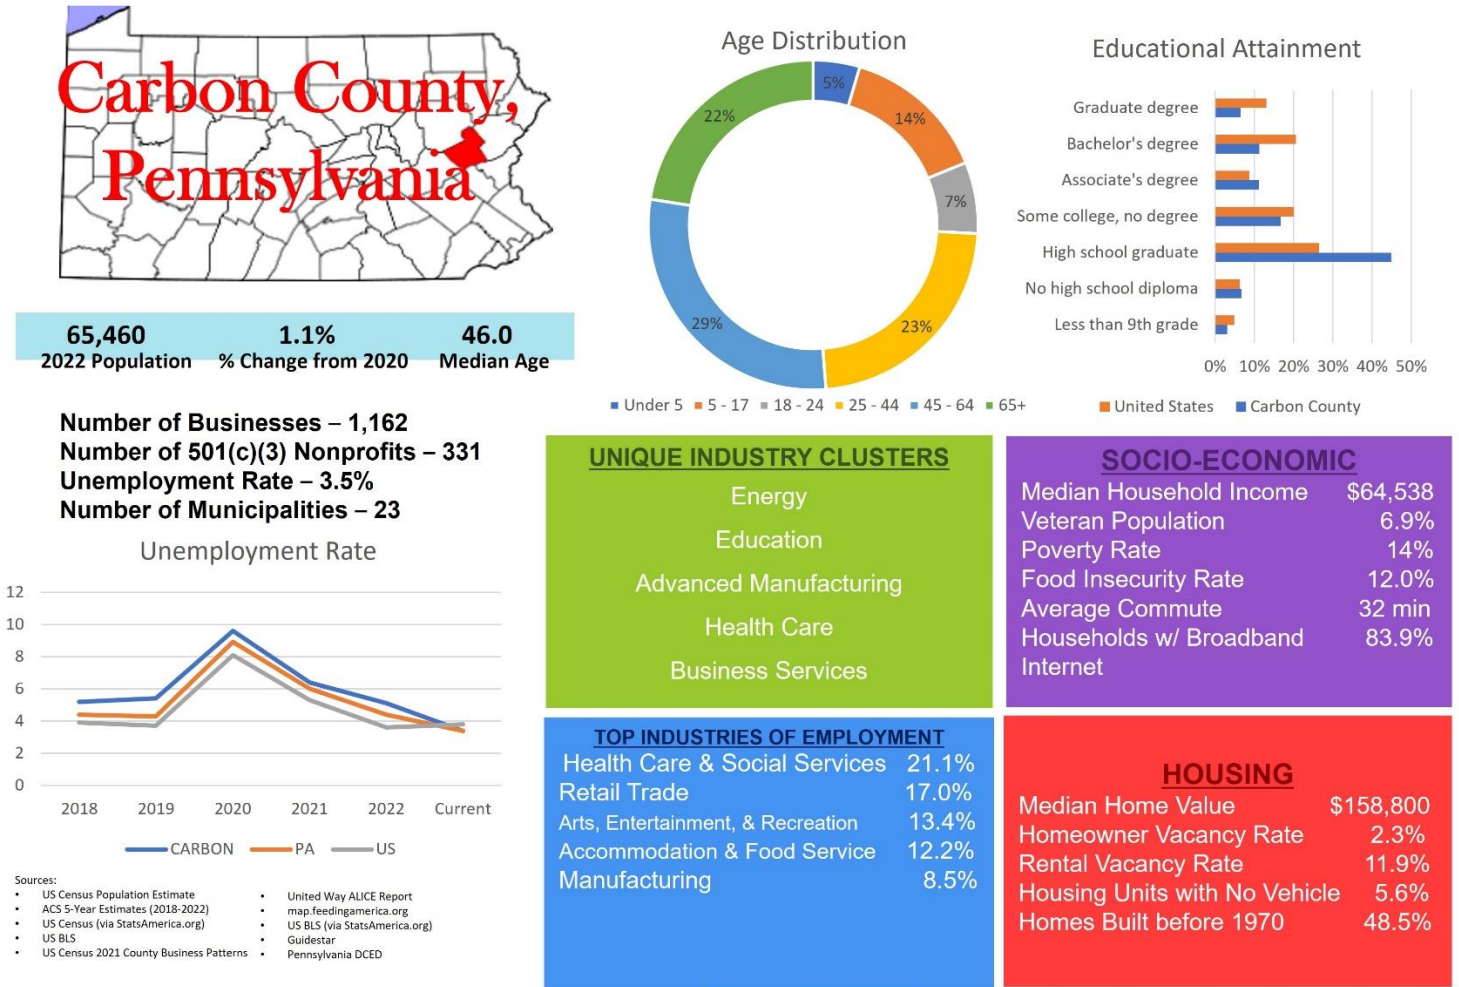 Carbon County,
Pennsylvania
65,460 1.1% 46.0
2022 Population % Change from 2020 Median Age
Number of Businesses – 1,162
Number of 501(c)(3) Nonprofits – 331
Unemployment Rate – 3.5%
Number of Municipalities – 23
Unemployment Rate
12
10
8
6
4
2
0
2018 2019 2020 2021 2022 Current
CARBON PA US
Sources:
• US Census Population Estimate
• ACS 5-Year Estimates (2018-2022)
• US Census (via StatsAmerica.org)
• US BLS
• US Census 2021 County Business Patterns
• United Way ALICE Report
• map.feedingamerica.org
• US BLS (via StatsAmerica.org)
• Guidestar
• Pennsylvania DCED
Age Distribution
5%
14%
7%
23%
29%
22%
Under 5 5 - 17 18 - 24 25 - 44 45 - 64 65+
Educational Attainment
Graduate degree
Bachelor's degree
Associate's degree
Some college, no degree
High school graduate
No high school diploma
Less than 9th grade
0% 10% 20% 30% 40% 50%
United States Carbon County
UNIQUE INDUSTRY CLUSTERS
Energy
Education
Advanced Manufacturing
Health Care
Business Services
SOCIO-ECONOMIC
Median Household Income $64,538
Veteran Population 6.9%
Poverty Rate 14%
Food Insecurity Rate 12.0%
Average Commute 32 min
Households w/ Broadband 83.9%
Internet
TOP INDUSTRIES OF EMPLOYMENT
Health Care & Social Services 21.1%
Retail Trade 17.0%
Arts, Entertainment, & Recreation 13.4%
Accommodation & Food Service 12.2%
Manufacturing 8.5%
HOUSING
Median Home Value $158,800
Homeowner Vacancy Rate 2.3%
Rental Vacancy Rate 11.9%
Housing Units with No Vehicle 5.6%
Homes Built before 1970 48.5%